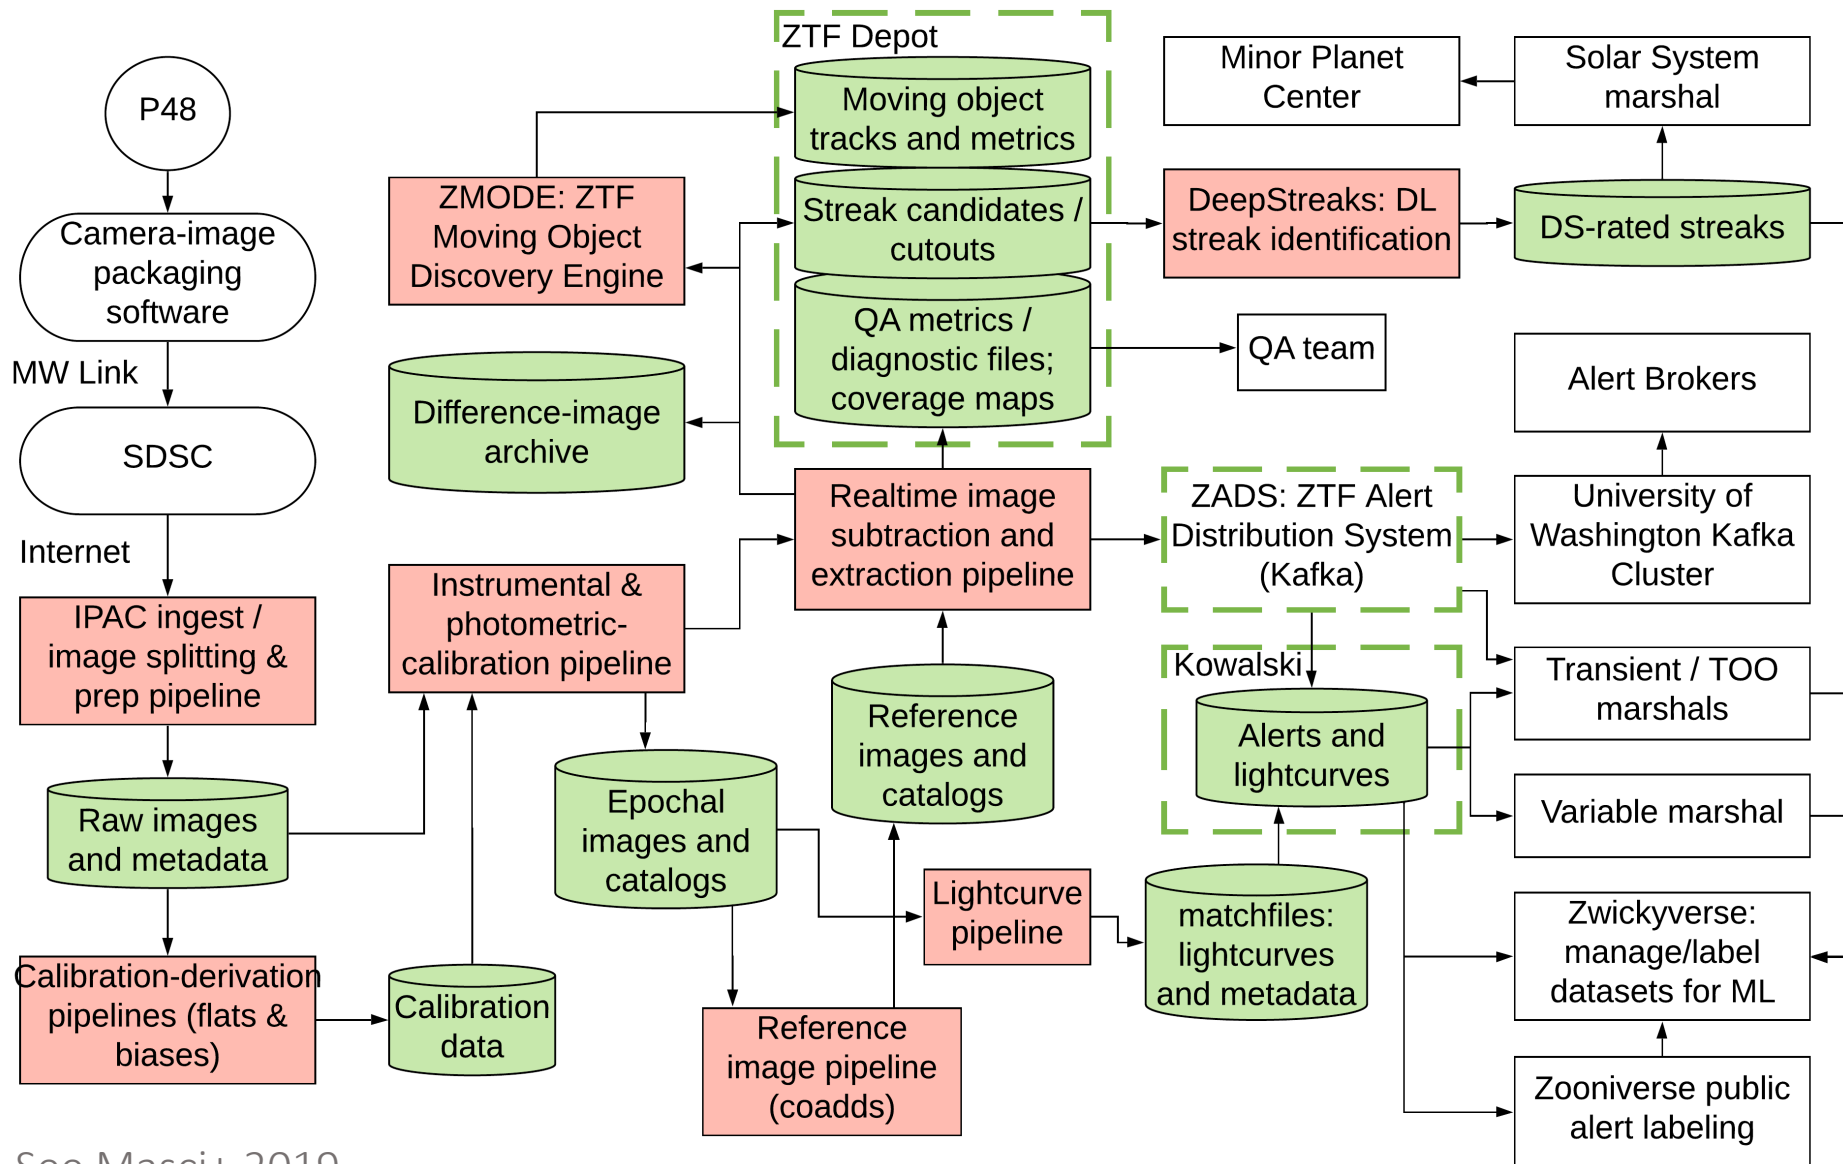 P48
Camera-image
packaging
software
MW Link
SDSC
Internet
IPAC ingest /
image splitting &
prep pipeline
Raw images
and metadata
Calibration-derivation
pipelines (flats &
biases)
ZMODE: ZTF
Moving Object
Discovery Engine
Difference-image
archive
Instrumental &
photometric-
calibration pipeline
Epochal
images and
catalogs
Calibration
data
Reference
image pipeline
(coadds)
ZTF Depot
Moving object
tracks and metrics
Streak candidates /
cutouts
QA metrics /
diagnostic files;
coverage maps
Realtime image
subtraction and
extraction pipeline
Reference
images and
catalogs
Lightcurve
pipeline
Minor Planet
Center
DeepStreaks: DL
streak identification
QA team
ZADS: ZTF Alert
Distribution System
(Kafka)
Kowalski
Alerts and
lightcurves
matchfiles:
lightcurves
and metadata
Solar System
marshal
DS-rated streaks
Alert Brokers
University of
Washington Kafka
Cluster
Transient / TOO
marshals
Variable marshal
Zwickyverse:
manage/label
datasets for ML
Zooniverse public
alert labeling
See Masci+ 2019